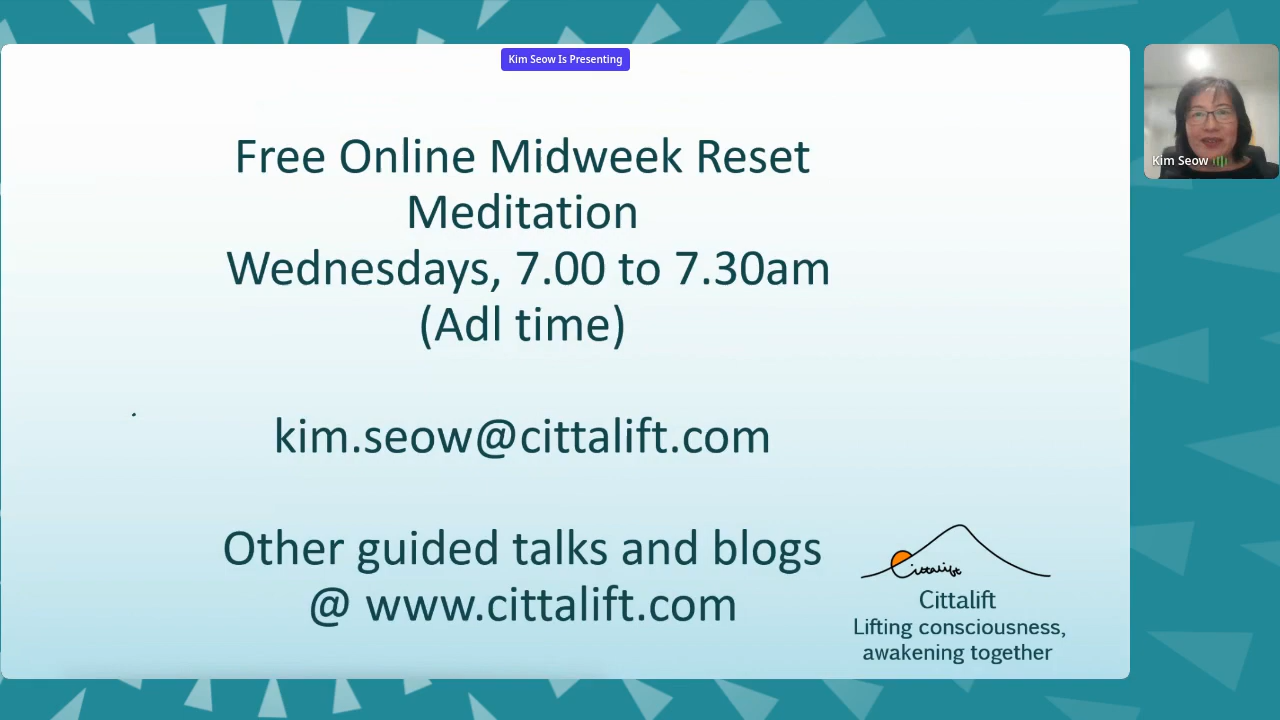 Kim Seow Is Presenting
Free Online Midweek Reset
Meditation
Wednesdays, 7.00 to 7.30am
(Adl time)
kim.seow@cittalift.com
Other guided talks and blogs
@ www.cittalift.com
Cittalift
Cittalift
Lifting consciousness,
awakening together
Kim Seow